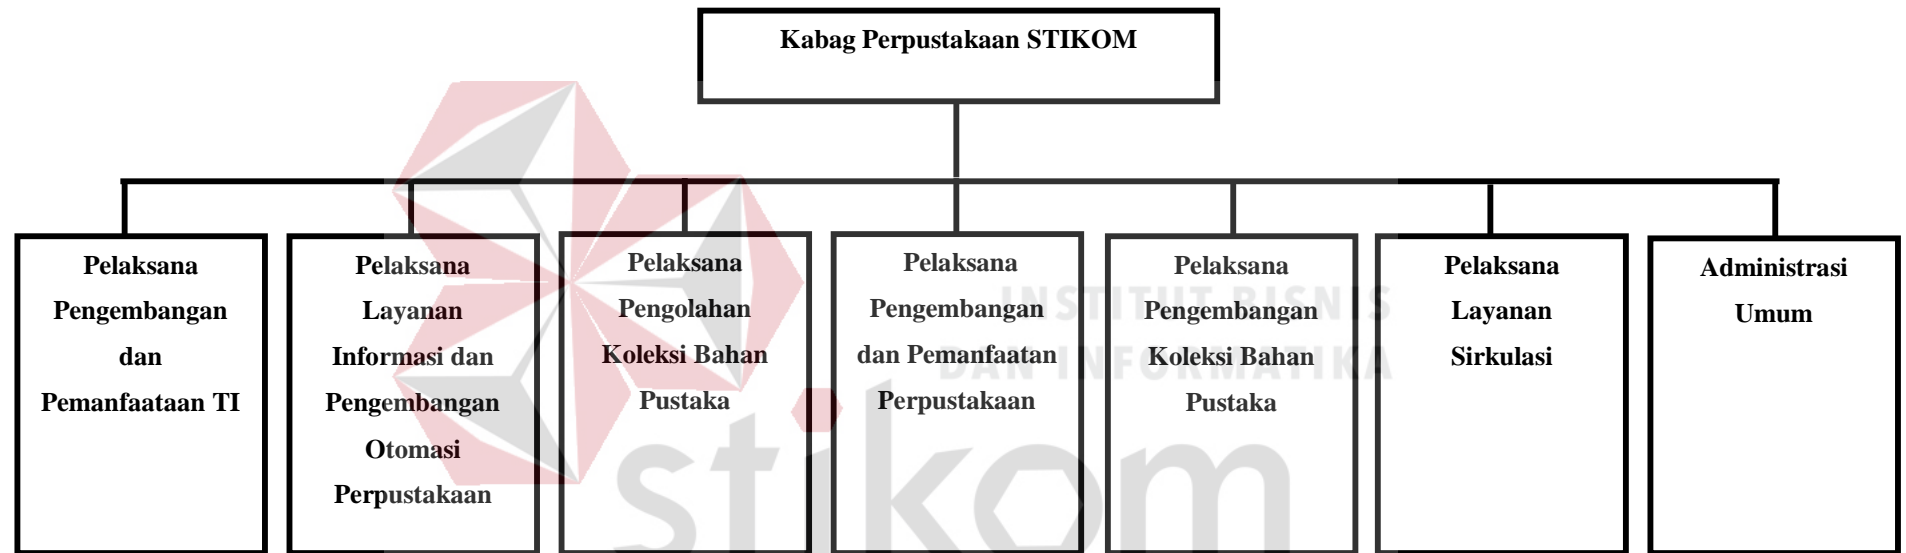 Kabag Perpustakaan STIKOM
Pelaksana
Pengembangan
dan
Pemanfaataan TI
Pelaksana
Layanan
Informasi dan
Pengembangan
Otomasi
Perpustakaan
Pelaksana
Pengolahan
Koleksi Bahan
Pustaka
Pelaksana
Pengembangan
dan Pemanfaatan
Perpustakaan
Pelaksana
Pengembangan
Koleksi Bahan
Pustaka
Pelaksana
Layanan
Sirkulasi
Administrasi
Umum
INSTITUT BISNIS
DAN INFORMATIKA
stikom